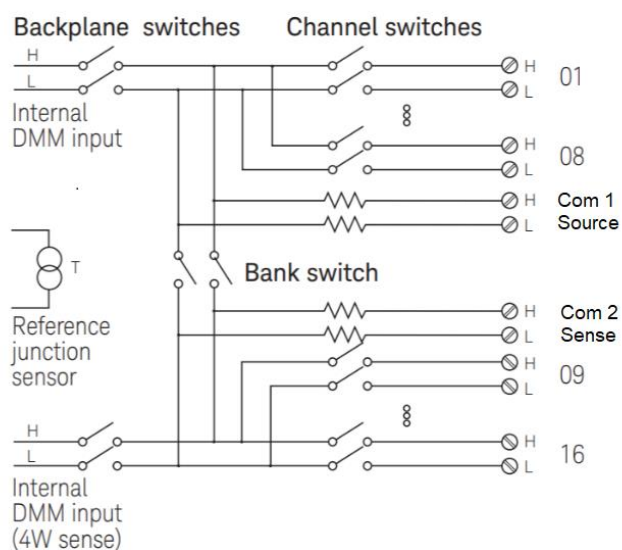 Backplane switches Channel switches
H H
L L 01
Internal
DMM input
H
L 08
H Com 1
L Source
T
Bank switch
H Com 2
L Sense
Reference
junction
sensor
H
L 09
H H
L L 16
Internal
DMM input
(4W sense)